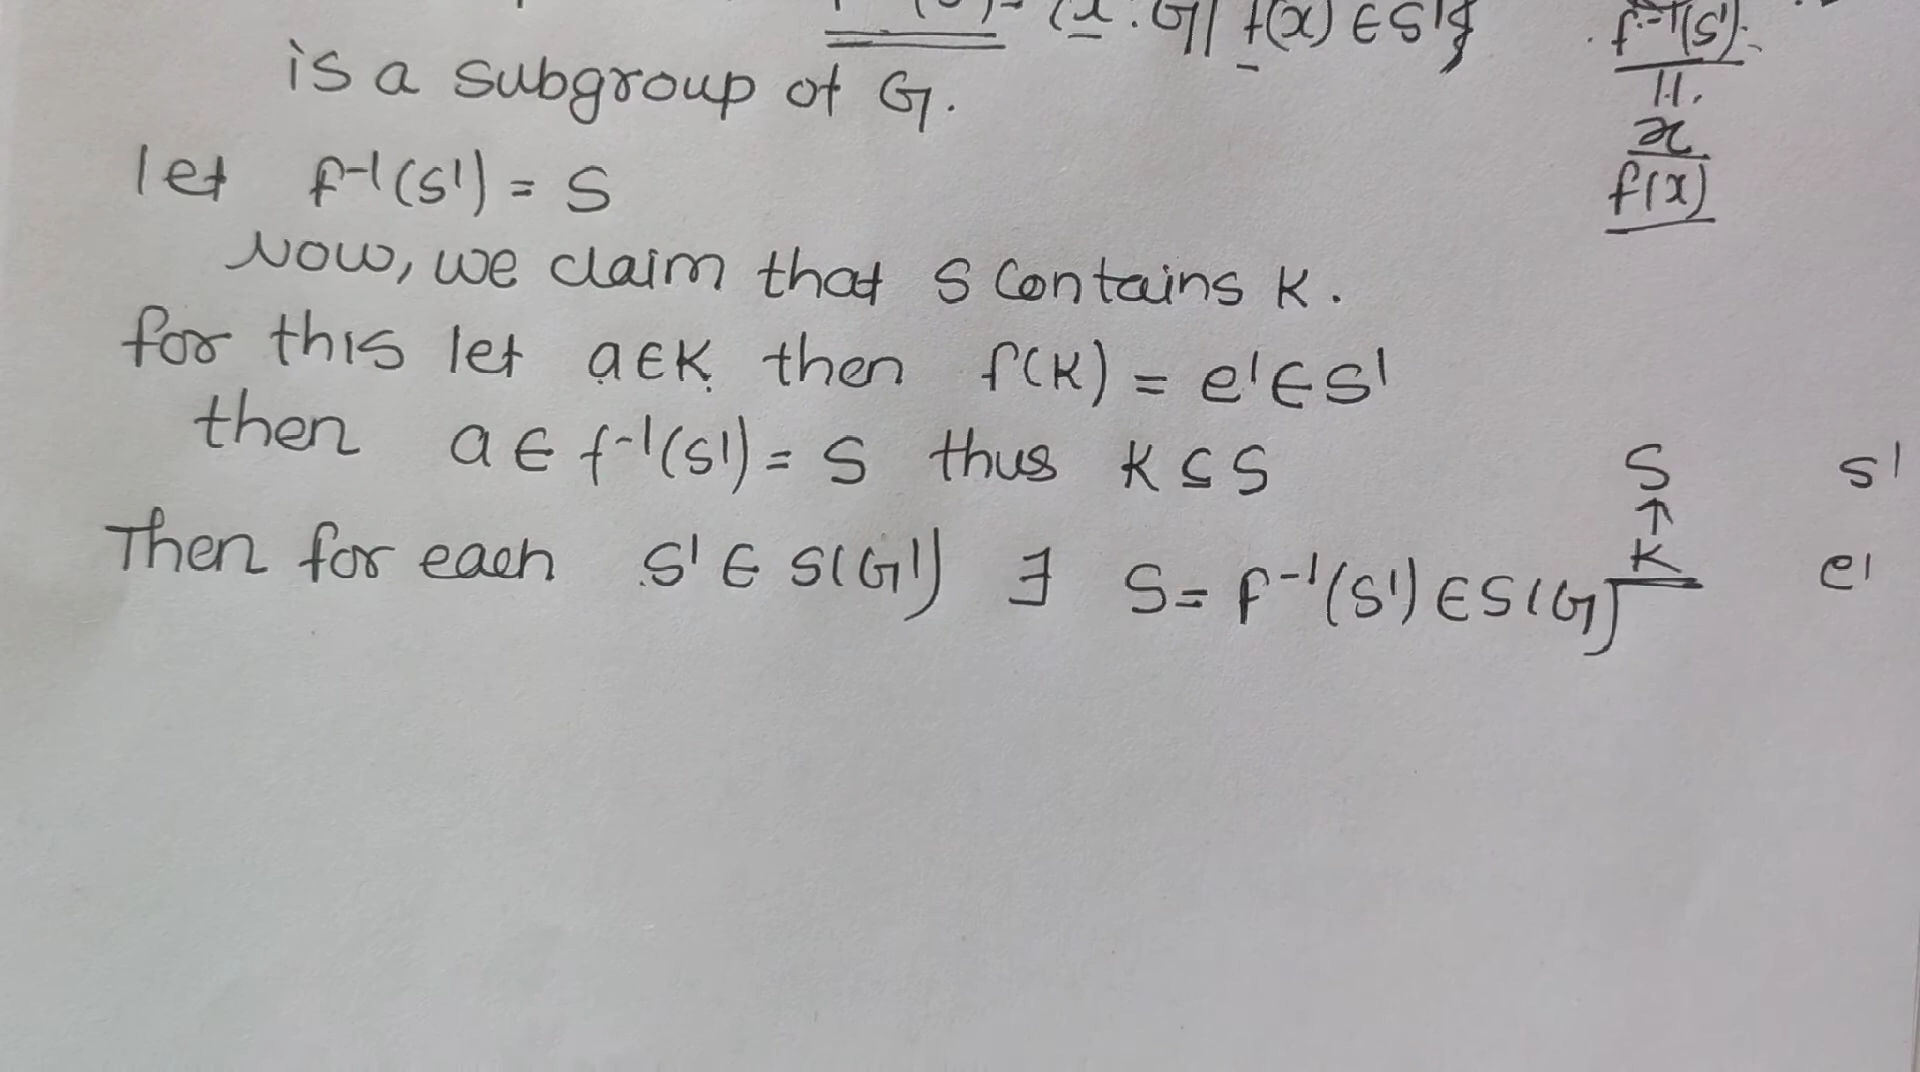 (x:G| f(x) ∈ S'}
is a subgroup of G.
let f⁻¹(S') = S
Now, we claim that S contains K.
for this let a∈K then f(K) = e'∈S'
then a ∈ f⁻¹(S') = S thus K ⊆ S
Then for each S' ∈ S(G') ∃ S = f⁻¹(S') ∈ S(G)
f⁻¹(S')
x
f(x)
S S'
↑
K e'